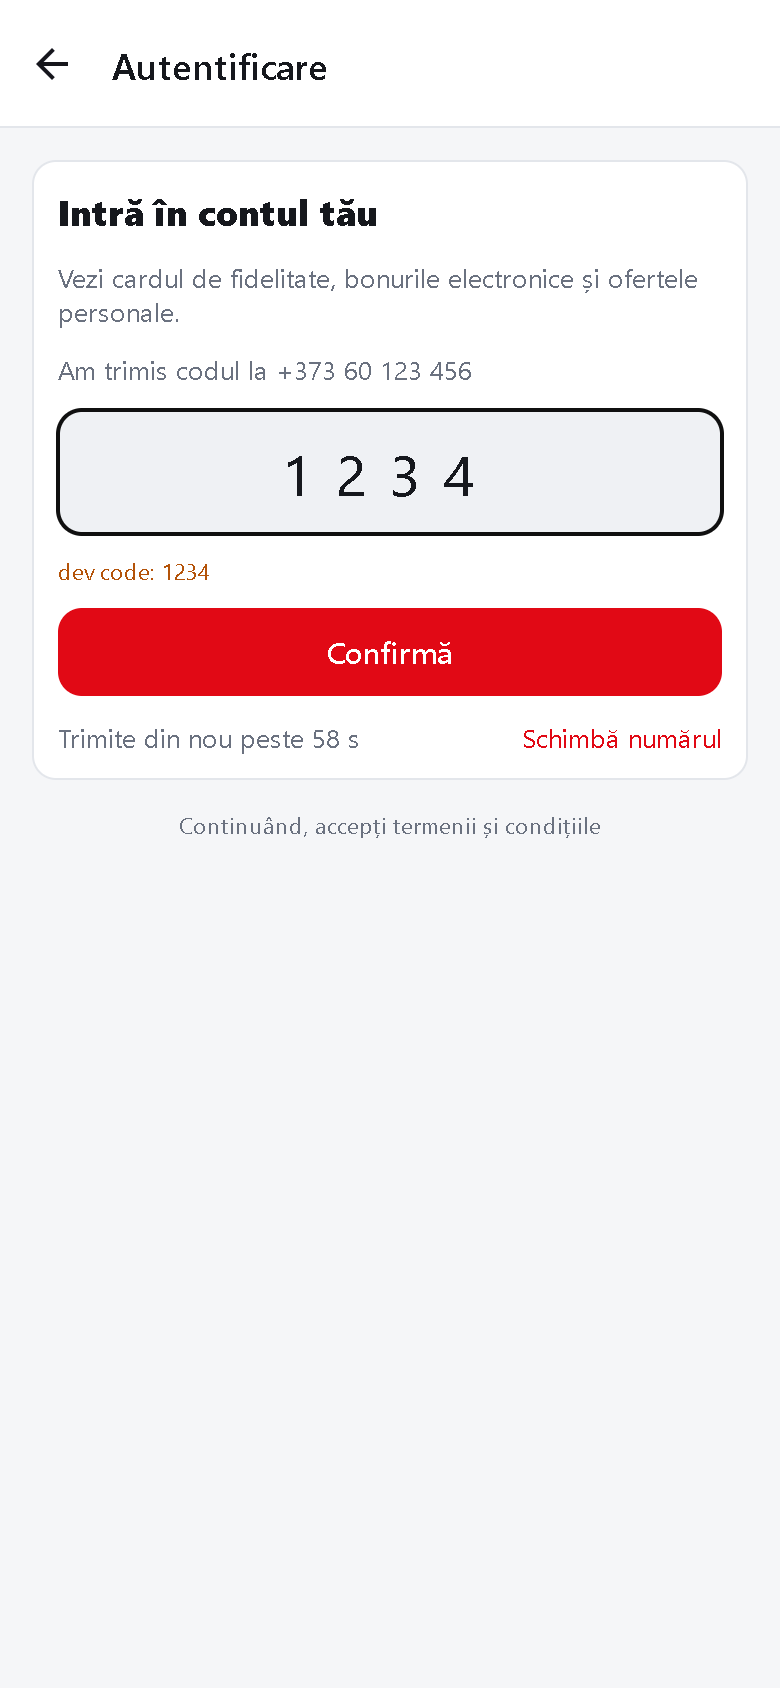 Autentificare
Intră în contul tău
Vezi cardul de fidelitate, bonurile electronice și ofertele
personale.
Am trimis codul la +373 60 123 456
1 2 3 4
dev code: 1234
Confirmă
Trimite din nou peste 58 s
Schimbă numărul
Continuând, accepți termenii și condițiile